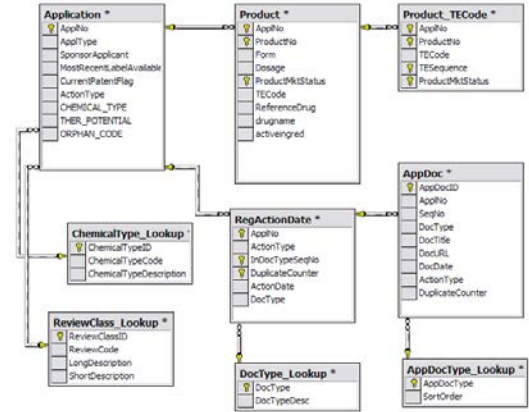 Application *
ApplNo
ApplType
SponsorApplicant
MostRecentLabelAvailable
CurrentPatentFlag
ActionType
CHEMICAL_TYPE
THER_POTENTIAL
ORPHAN_CODE
Product *
ApplNo
ProductNo
Form
Dosage
ProductMktStatus
TECode
ReferenceDrug
drugname
activeingred
Product_TECode *
ApplNo
ProductNo
TECode
TESequence
ProductMktStatus
ChemicalType_Lookup *
ChemicalTypeID
ChemicalTypeCode
ChemicalTypeDescription
RegActionDate *
ApplNo
ActionType
InDocTypeSeqNo
DuplicateCounter
ActionDate
DocType
AppDoc *
AppDocID
ApplNo
SeqNo
DocType
DocTitle
DocURL
DocDate
ActionType
DuplicateCounter
ReviewClass_Lookup *
ReviewClassID
ReviewCode
LongDescription
ShortDescription
DocType_Lookup *
DocType
DocTypeDesc
AppDocType_Lookup *
AppDocType
SortOrder